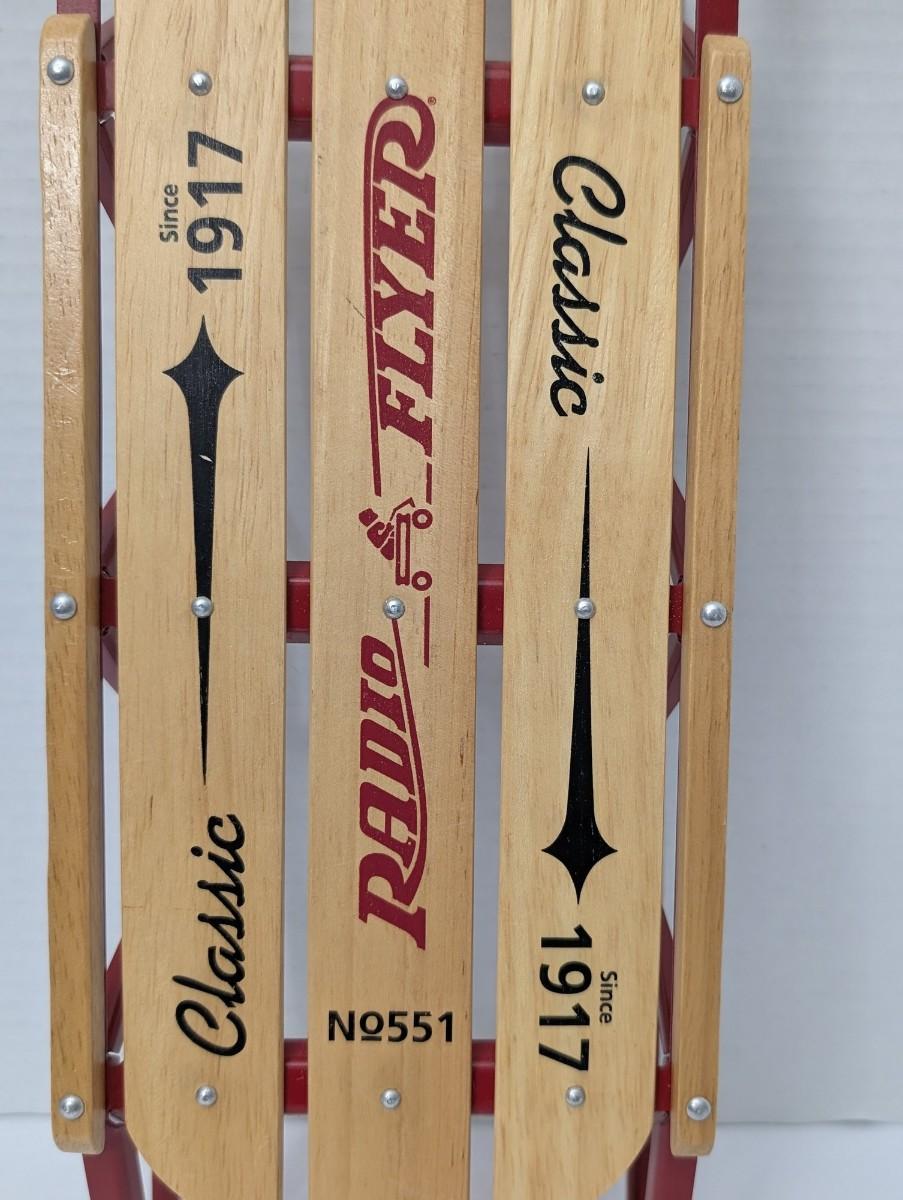 Classic
Since
1917
RADIO FLYER®
No551
Classic
Since
1917